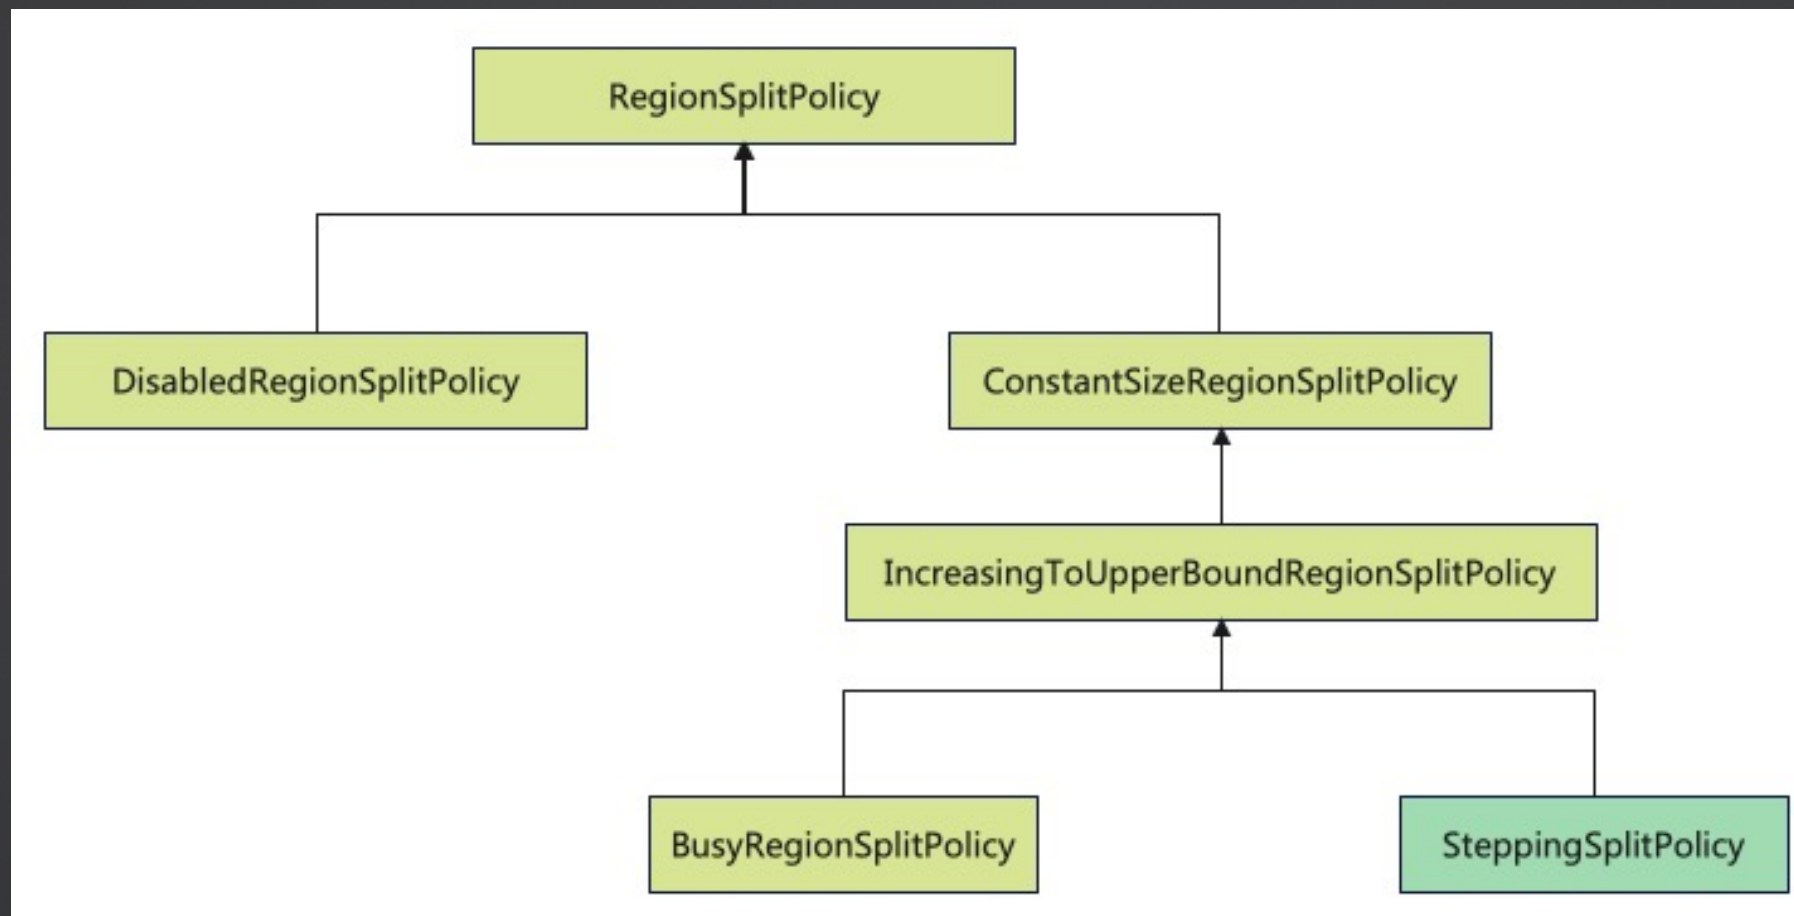 RegionSplitPolicy
DisabledRegionSplitPolicy
ConstantSizeRegionSplitPolicy
IncreasingToUpperBoundRegionSplitPolicy
BusyRegionSplitPolicy
SteppingSplitPolicy